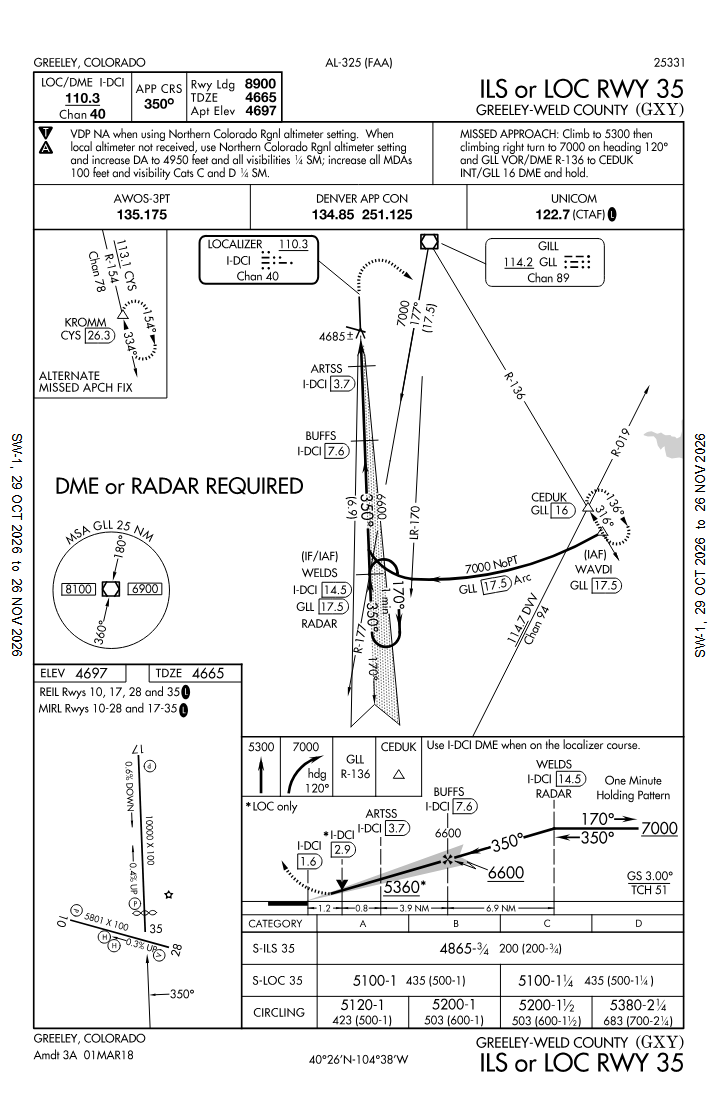 GREELEY, COLORADO
AL-325 (FAA)
25331
LOC/DME I-DCI
110.3
Chan 40
APP CRS
350°
Rwy Ldg 8900
TDZE 4665
Apt Elev 4697
ILS or LOC RWY 35
GREELEY-WELD COUNTY (GXY)
T
A
VDP NA when using Northern Colorado Rgnl altimeter setting. When
local altimeter not received, use Northern Colorado Rgnl altimeter setting
and increase DA to 4950 feet and all visibilities ¼ SM; increase all MDAs
100 feet and visibility Cats C and D ¼ SM.
MISSED APPROACH: Climb to 5300 then
climbing right turn to 7000 on heading 120°
and GLL VOR/DME R-136 to CEDUK
INT/GLL 16 DME and hold.
AWOS-3PT
135.175
DENVER APP CON
134.85 251.125
UNICOM
122.7 (CTAF) L
113.1 CYS
R-154
Chan 78
KROMM
CYS 26.3
154°
334°
ALTERNATE
MISSED APCH FIX
LOCALIZER 110.3
I-DCI
Chan 40
GILL
114.2 GLL
Chan 89
7000
177°
(17.5)
4685±
ARTSS
I-DCI 3.7
R-136
BUFFS
I-DCI 7.6
R-019
DME or RADAR REQUIRED
CEDUK
GLL 16
136°
316°
(6.9)
350°
6600
LR-170
MSA GLL 25 NM
180°
8100
6900
360°
(IF/IAF)
WELDS
I-DCI 14.5
GLL 17.5
RADAR
7000 NoPT
GLL 17.5 Arc
(IAF)
WAVDI
GLL 17.5
170°
1 min
350°
R-177
170°
114.7 DVV
Chan 94
SW-1, 29 OCT 2026 to 26 NOV 2026
SW-1, 29 OCT 2026 to 26 NOV 2026
ELEV 4697
TDZE 4665
REIL Rwys 10, 17, 28 and 35 L
MIRL Rwys 10-28 and 17-35 L
17
P
0.6% DOWN
10000 X 100
0.4% UP
P
P
10
5801 X 100
35
H
H
0.3% UP
V
28
350°
5300
7000
hdg
120°
GLL
R-136
CEDUK
Use I-DCI DME when on the localizer course.
*LOC only
WELDS
I-DCI 14.5
RADAR
One Minute
Holding Pattern
BUFFS
I-DCI 7.6
ARTSS
I-DCI 3.7
*I-DCI
2.9
I-DCI
1.6
6600
350°
170°
350°
7000
6600
5360*
GS 3.00°
TCH 51
1.2
0.8
3.9 NM
6.9 NM
CATEGORY A B C D
S-ILS 35 4865-¾ 200 (200-¾)
S-LOC 35 5100-1 435 (500-1) 5100-1¼ 435 (500-1¼)
CIRCLING
5120-1
423 (500-1)
5200-1
503 (600-1)
5200-1½
503 (600-1½)
5380-2¼
683 (700-2¼)
GREELEY, COLORADO
Amdt 3A 01MAR18
40°26'N-104°38'W
GREELEY-WELD COUNTY (GXY)
ILS or LOC RWY 35